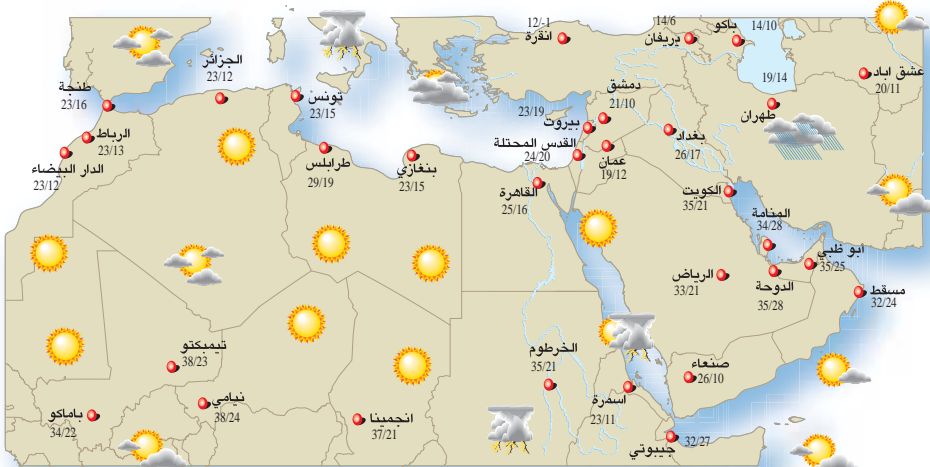 12/-1
انقرة
14/6
يريفان
باكو
14/10
19/14
عشق اباد
20/11
طهران
الجزائر
23/12
طنجة
23/16
الرباط
23/13
الدار البيضاء
23/12
تونس
23/15
طرابلس
29/19
بنغازي
23/15
دمشق
21/10
23/19
بيروت
القدس المحتلة
24/20
عمان
19/12
بغداد
26/17
القاهرة
25/16
الكويت
35/21
المنامة
34/28
أبو ظبي
35/25
الرياض
33/21
الدوحة
35/28
مسقط
32/24
تيمبكتو
38/23
نيامي
38/24
باماكو
34/22
انجمينا
37/21
الخرطوم
35/21
اسمرة
23/11
صنعاء
26/10
جيبوتي
32/27